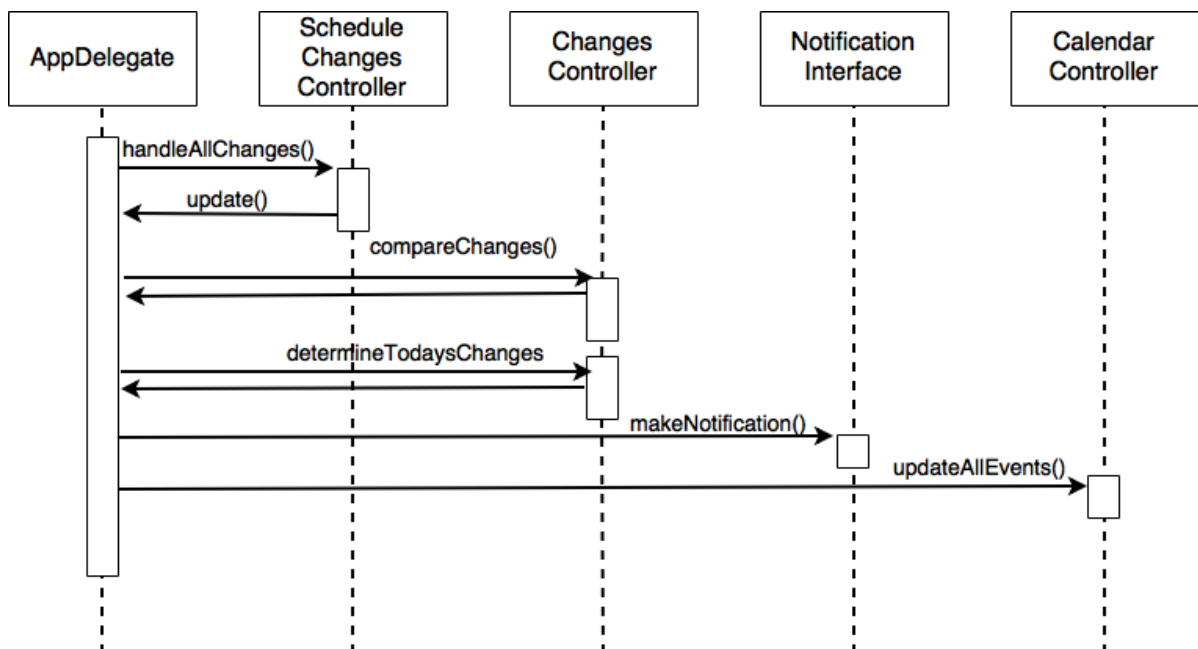 AppDelegate
Schedule
Changes
Controller
Changes
Controller
Notification
Interface
Calendar
Controller
handleAllChanges()
update()
compareChanges()
determineTodaysChanges
makeNotification()
updateAllEvents()